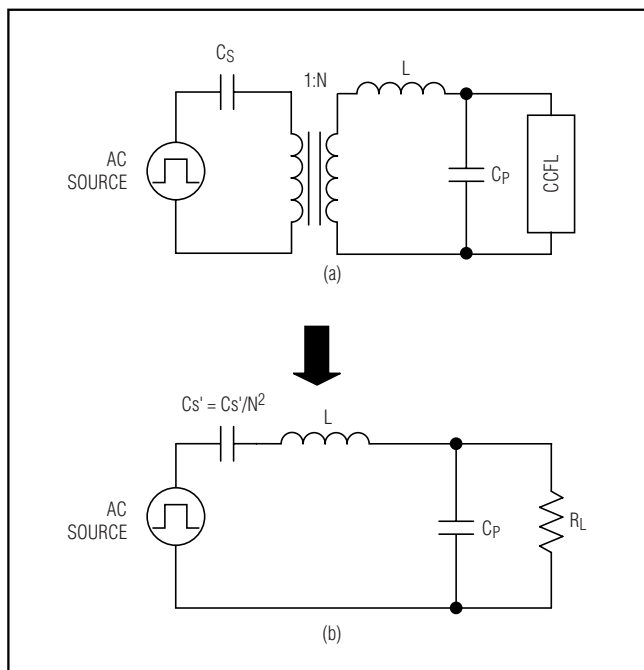 CS
1:N
L
AC
SOURCE
CP
CCFL
(a)
Cs' = Cs'/N²
L
AC
SOURCE
CP
RL
(b)